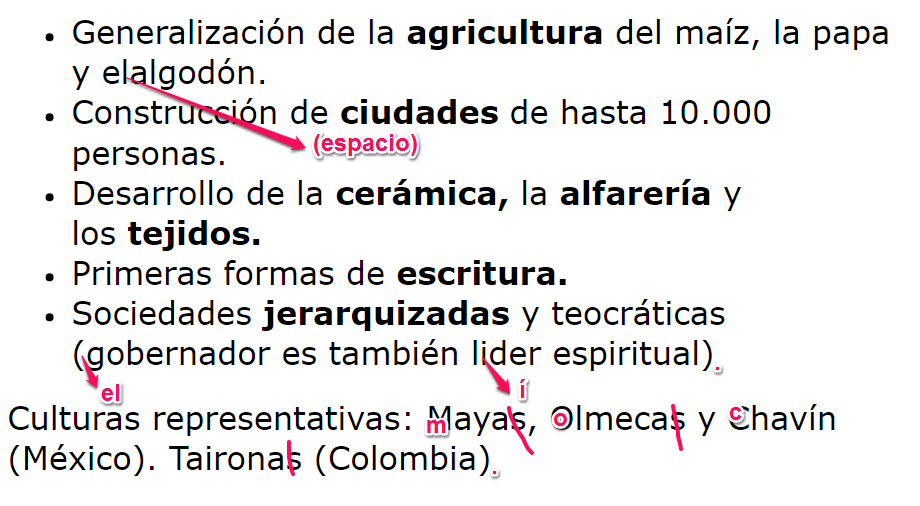 • Generalización de la agricultura del maíz, la papa
y elalgodón.
• Construcción de ciudades de hasta 10.000
(espacio)
personas.
• Desarrollo de la cerámica, la alfarería y
los tejidos.
• Primeras formas de escritura.
• Sociedades jerarquizadas y teocráticas
(gobernador es también lider espiritual).
el í
Culturas representativas: Mayas, Olmecas y Chavín
m o c
(México). Taironas (Colombia).